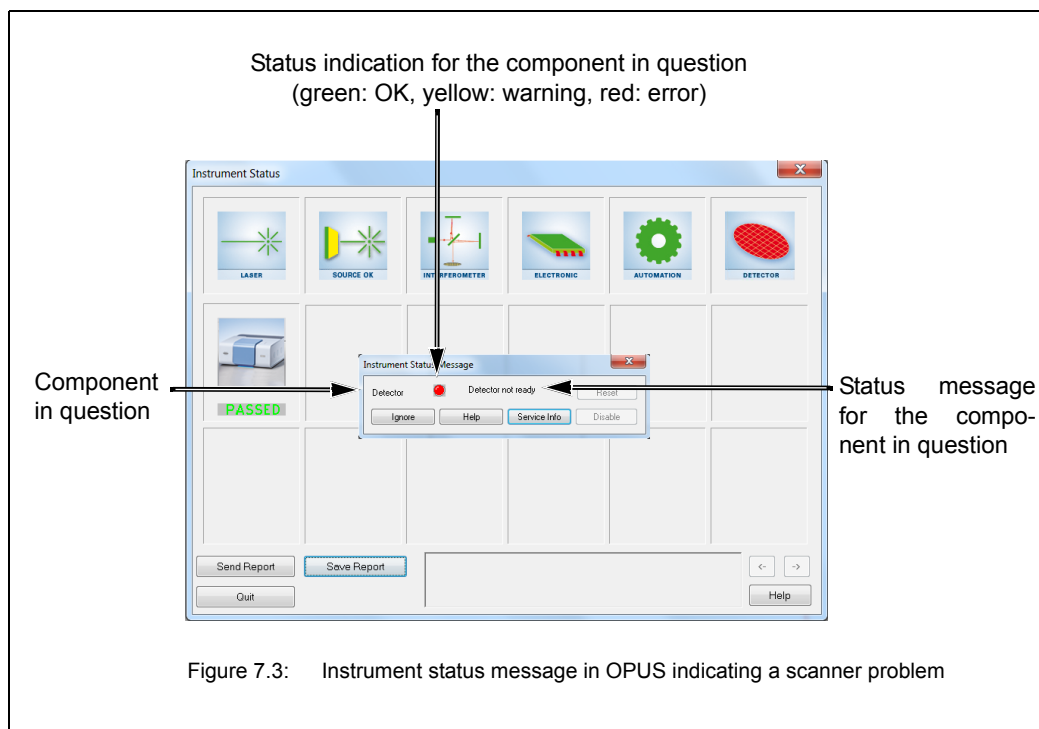 Status indication for the component in question
(green: OK, yellow: warning, red: error)
Instrument Status
LASER
SOURCE OK
INTERFEROMETER
ELECTRONIC
AUTOMATION
DETECTOR
PASSED
Instrument Status Message
Detector
Detector not ready
Reset
Ignore
Help
Service Info
Disable
Component
in question
Status message
for the compo-
nent in question
Send Report
Save Report
<-
->
Quit
Help
Figure 7.3: Instrument status message in OPUS indicating a scanner problem